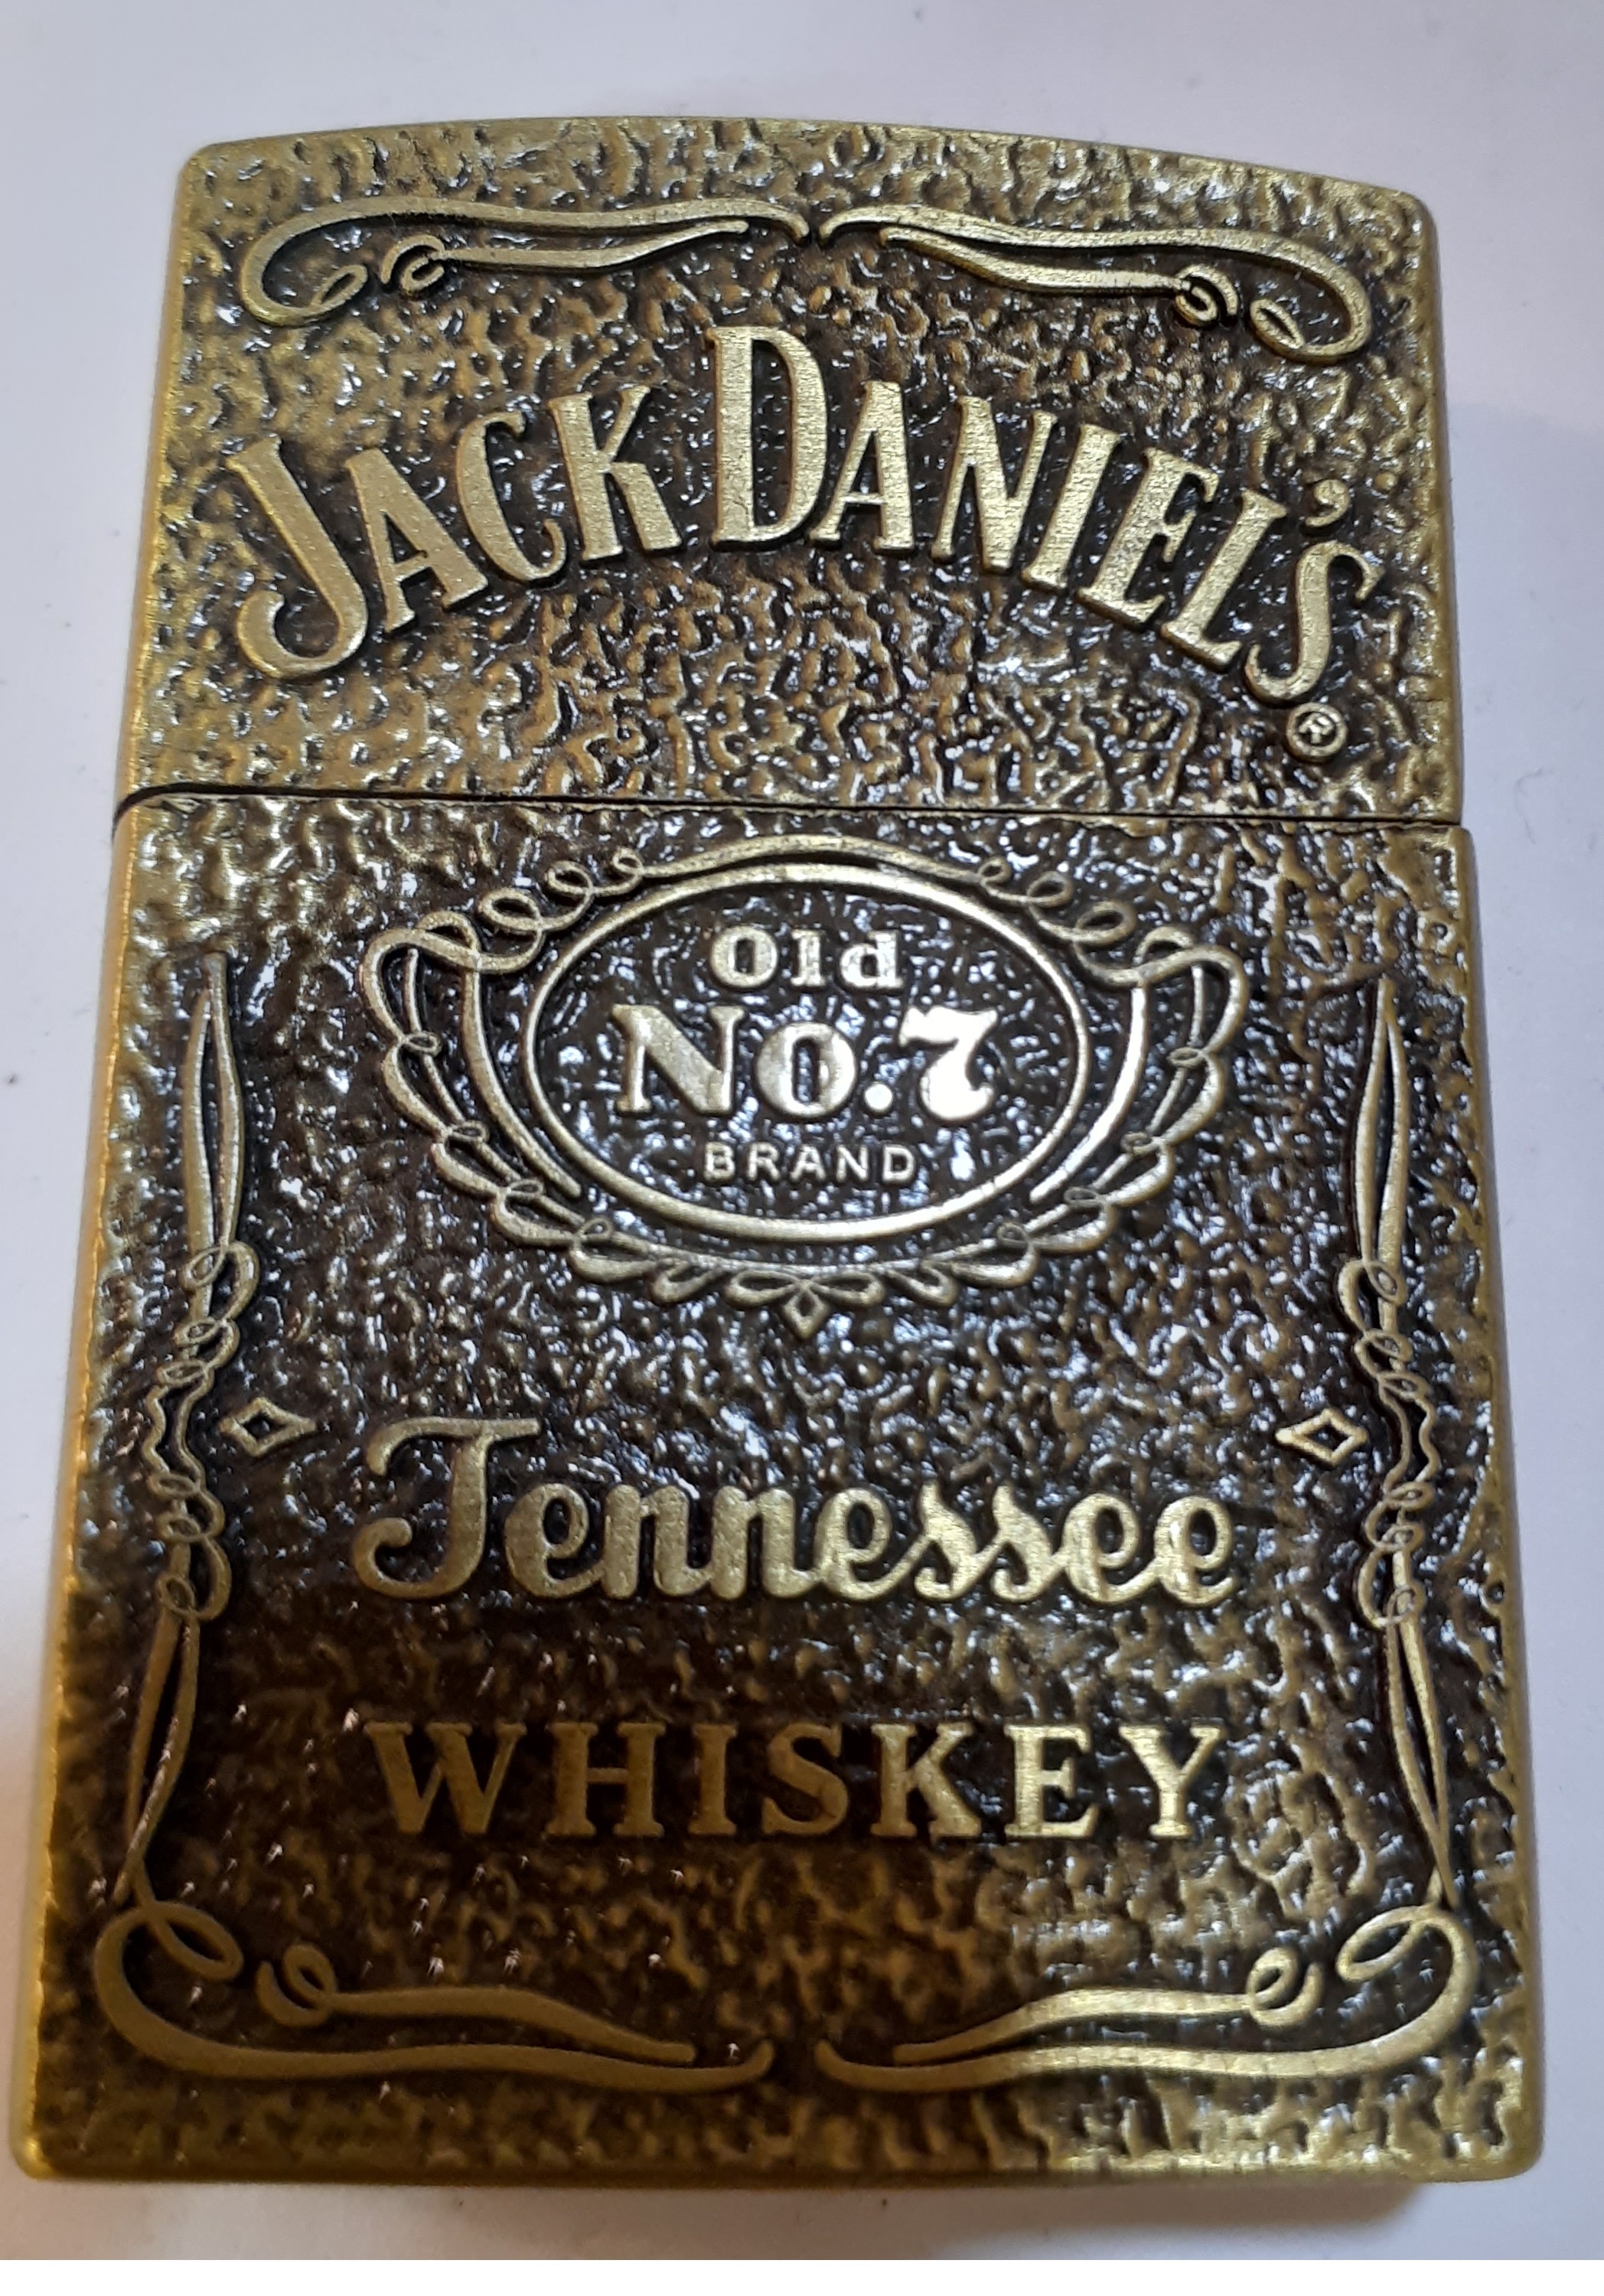 JACK DANIEL'S®
Old
No.7
BRAND
Tennessee
WHISKEY